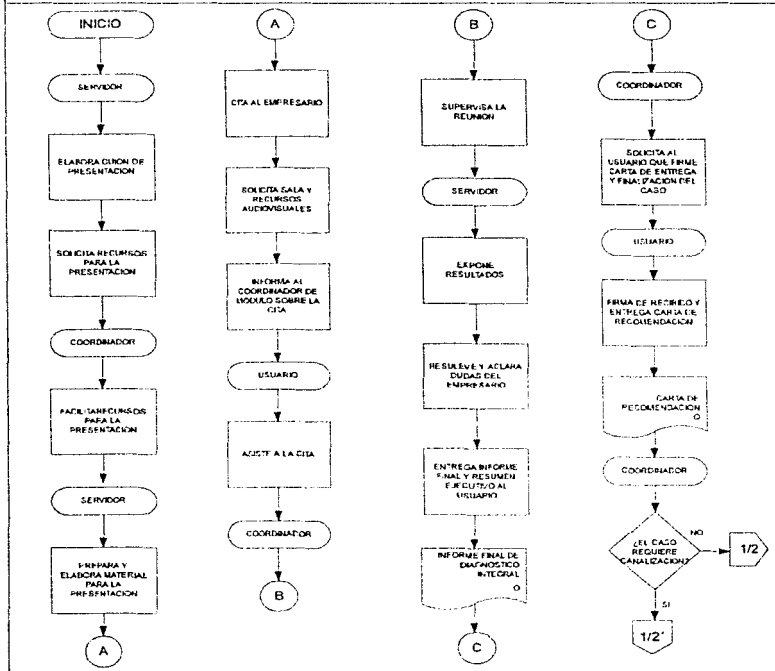 INICIO
SERVIDOR
ELABORA GUION DE
PRESENTACION
SOLICITA RECURSOS
PARA LA
PRESENTACION
COORDINADOR
FACILITA RECURSOS
PARA LA
PRESENTACION
SERVIDOR
PREPARA Y
ELABORA MATERIAL
PARA LA
PRESENTACION
A
A
CITA AL EMPRESARIO
SOLICITA SALA Y
RECURSOS
AUDIOVISUALES
INFORMA AL
COORDINADOR DE
MODULO SOBRE LA
CITA
USUARIO
ASISTE A LA CITA
COORDINADOR
B
B
SUPERVISA LA
REUNION
SERVIDOR
EXPONE
RESULTADOS
RESUELVE Y ACLARA
DUDAS DEL
EMPRESARIO
ENTREGA INFORME
FINAL Y RESUMEN
EJECUTIVO AL
USUARIO
INFORME FINAL DE
DIAGNOSTICO
INTEGRAL
O
C
C
COORDINADOR
SOLICITA AL
USUARIO QUE FIRME
CARTA DE ENTREGA
Y FINALIZACION DEL
CASO
USUARIO
FIRMA DE RECIBIDO Y
ENTREGA CARTA DE
RECOMENDACION
CARTA DE
RECOMENDACION
O
COORDINADOR
¿EL CASO
REQUIERE
CANALIZACION?
NO
1/2
SI
1/2'